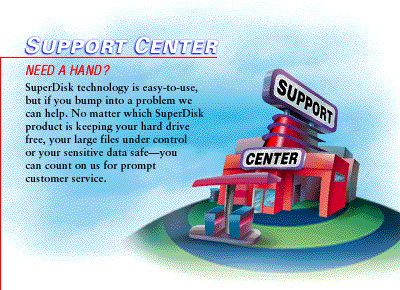 SUPPORT CENTER
NEED A HAND?
SuperDisk technology is easy-to-use,
but if you bump into a problem we
can help. No matter which SuperDisk
product is keeping your hard drive
free, your large files under control
or your sensitive data safe—you
can count on us for prompt
customer service.
SUPPORT
CENTER